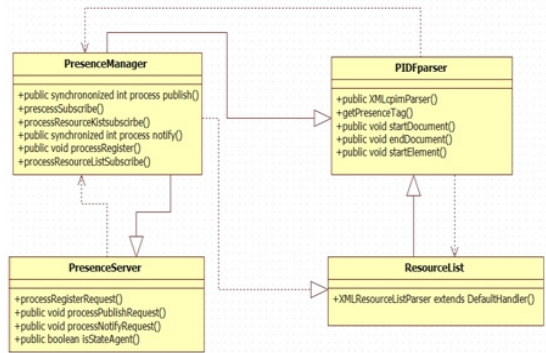 PresenceManager
+public synchrononized int process publish()
+prescessSubscribe()
+processResourceKistsubscirbe()
+public synchronized int process notify()
+public void processRegister()
+processResourceListSubscribe()
PIDFparser
+public XMLcpimParser()
+getPresenceTag()
+public void startDocument()
+public void endDocument()
+public void startElement()
PresenceServer
+processRegisterRequest()
+public void processPublishRequest()
+public void processNotifyRequest()
+public boolean isStateAgent()
ResourceList
+XMLResourceListParser extends DefaultHandler()